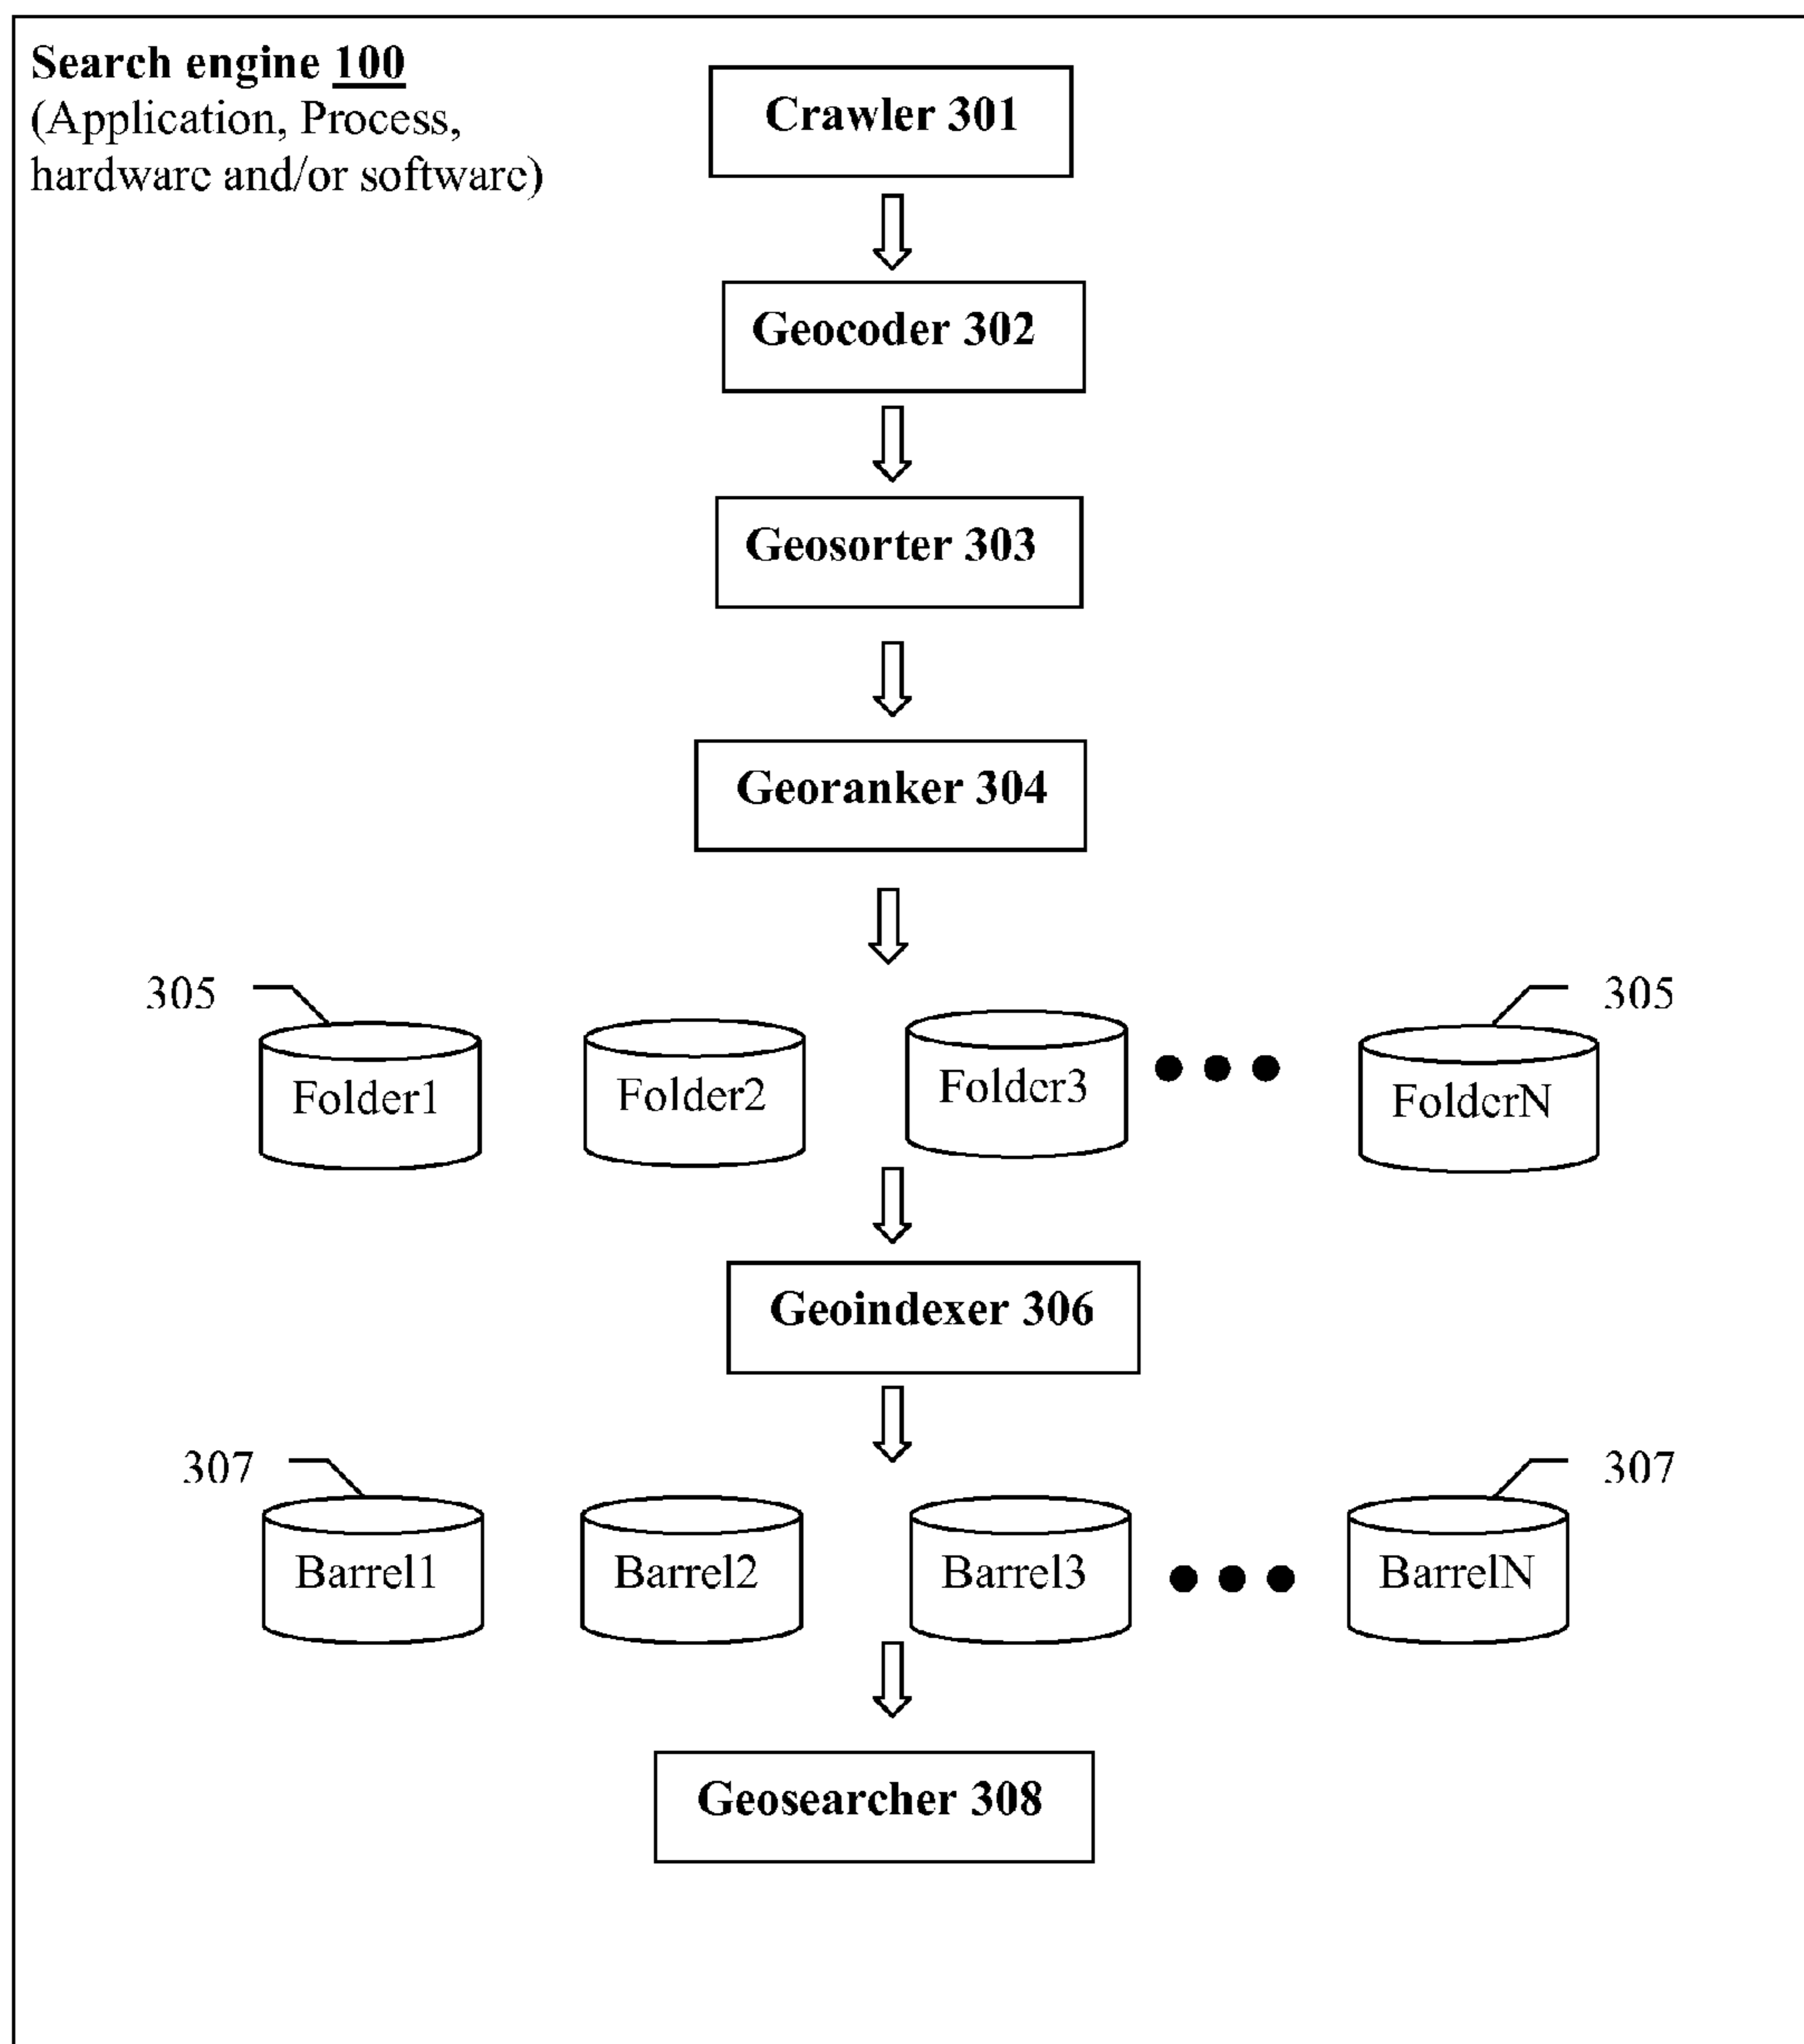 Search engine 100
(Application, Process,
hardware and/or software)
Crawler 301
Geocoder 302
Geosorter 303
Georanker 304
305
305
Folder1
Folder2
Folder3
FolderN
Geoindexer 306
307
307
Barrel1
Barrel2
Barrel3
BarrelN
Geosearcher 308